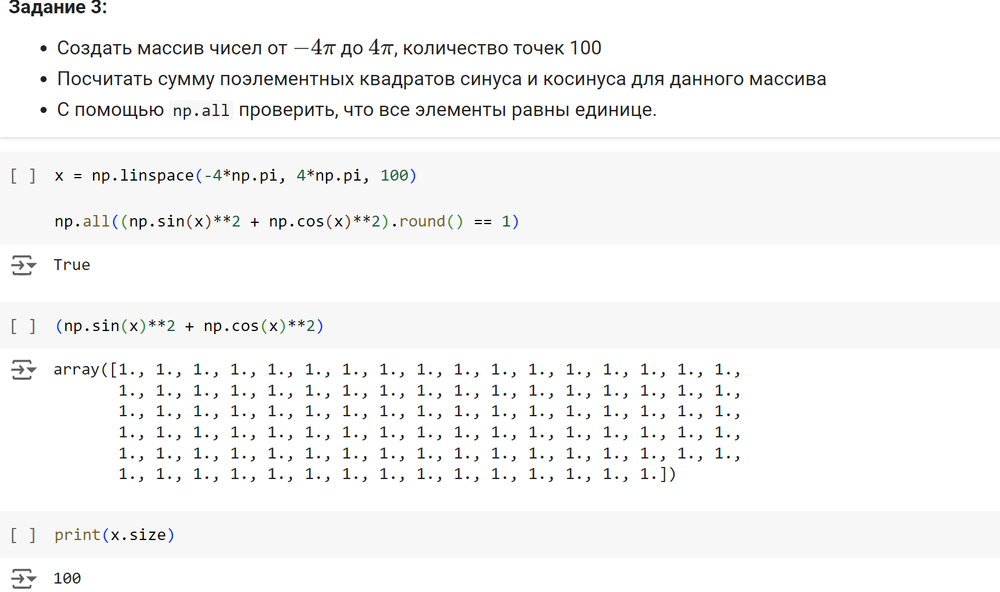 Задание 3:
• Создать массив чисел от −4π до 4π, количество точек 100
• Посчитать сумму поэлементных квадратов синуса и косинуса для данного массива
• С помощью np.all проверить, что все элементы равны единице.
[ ] x = np.linspace(-4*np.pi, 4*np.pi, 100)
np.all((np.sin(x)**2 + np.cos(x)**2).round() == 1)
True
[ ] (np.sin(x)**2 + np.cos(x)**2)
array([1., 1., 1., 1., 1., 1., 1., 1., 1., 1., 1., 1., 1., 1., 1., 1., 1.,
1., 1., 1., 1., 1., 1., 1., 1., 1., 1., 1., 1., 1., 1., 1., 1., 1.,
1., 1., 1., 1., 1., 1., 1., 1., 1., 1., 1., 1., 1., 1., 1., 1., 1.,
1., 1., 1., 1., 1., 1., 1., 1., 1., 1., 1., 1., 1., 1., 1., 1., 1.,
1., 1., 1., 1., 1., 1., 1., 1., 1., 1., 1., 1., 1., 1., 1., 1., 1.,
1., 1., 1., 1., 1., 1., 1., 1., 1., 1., 1., 1., 1., 1., 1.])
[ ] print(x.size)
100